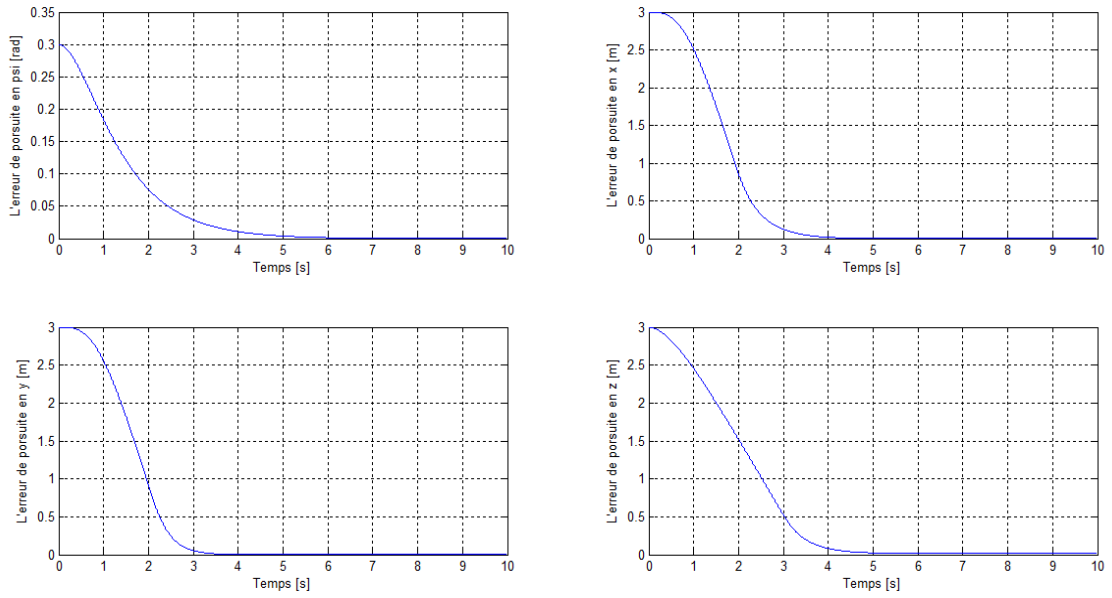 L'erreur de porsuite en psi [rad]
0.35
0.3
0.25
0.2
0.15
0.1
0.05
0
0 1 2 3 4 5 6 7 8 9 10
Temps [s]
L'erreur de porsuite en x [m]
3
2.5
2
1.5
1
0.5
0
0 1 2 3 4 5 6 7 8 9 10
Temps [s]
L'erreur de porsuite en y [m]
3
2.5
2
1.5
1
0.5
0
0 1 2 3 4 5 6 7 8 9 10
Temps [s]
L'erreur de porsuite en z [m]
3
2.5
2
1.5
1
0.5
0
0 1 2 3 4 5 6 7 8 9 10
Temps [s]